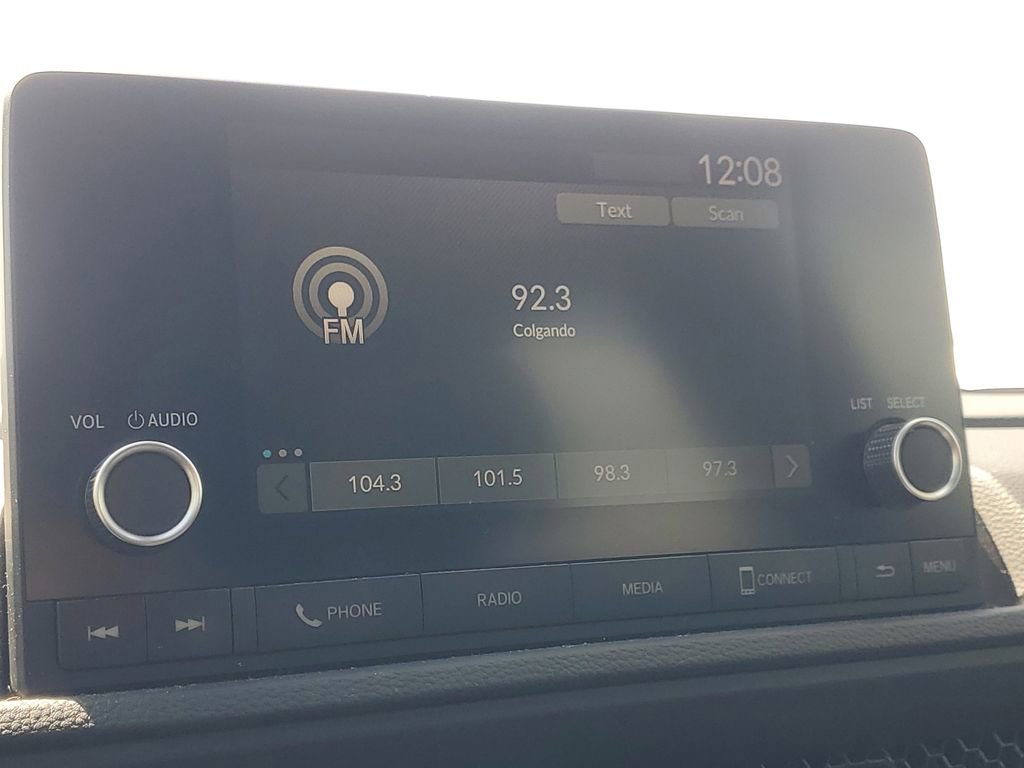 12:08
Text Scan
FM
92.3
Colgando
VOL AUDIO
LIST SELECT
104.3 101.5 98.3 97.3
PHONE RADIO MEDIA CONNECT MENU